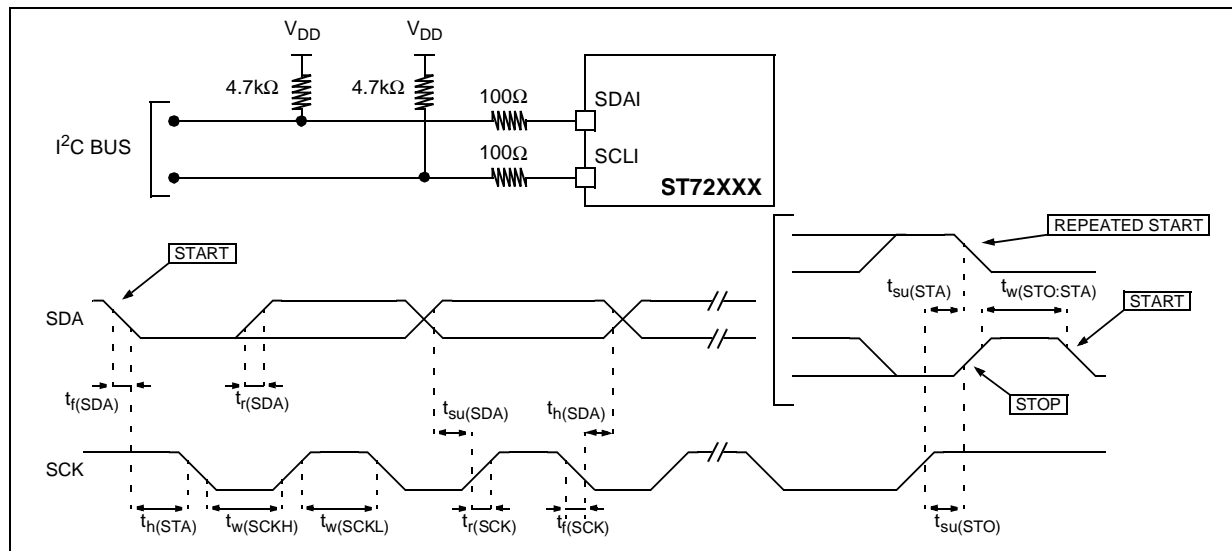 VDD VDD
4.7kΩ 4.7kΩ
100Ω SDAI
I²C BUS
100Ω SCLI
ST72XXX
REPEATED START
START
tsu(STA) tw(STO:STA) START
SDA
tf(SDA) tr(SDA) tsu(SDA) th(SDA) STOP
SCK
th(STA) tw(SCKH) tw(SCKL) tr(SCK) tf(SCK) tsu(STO)